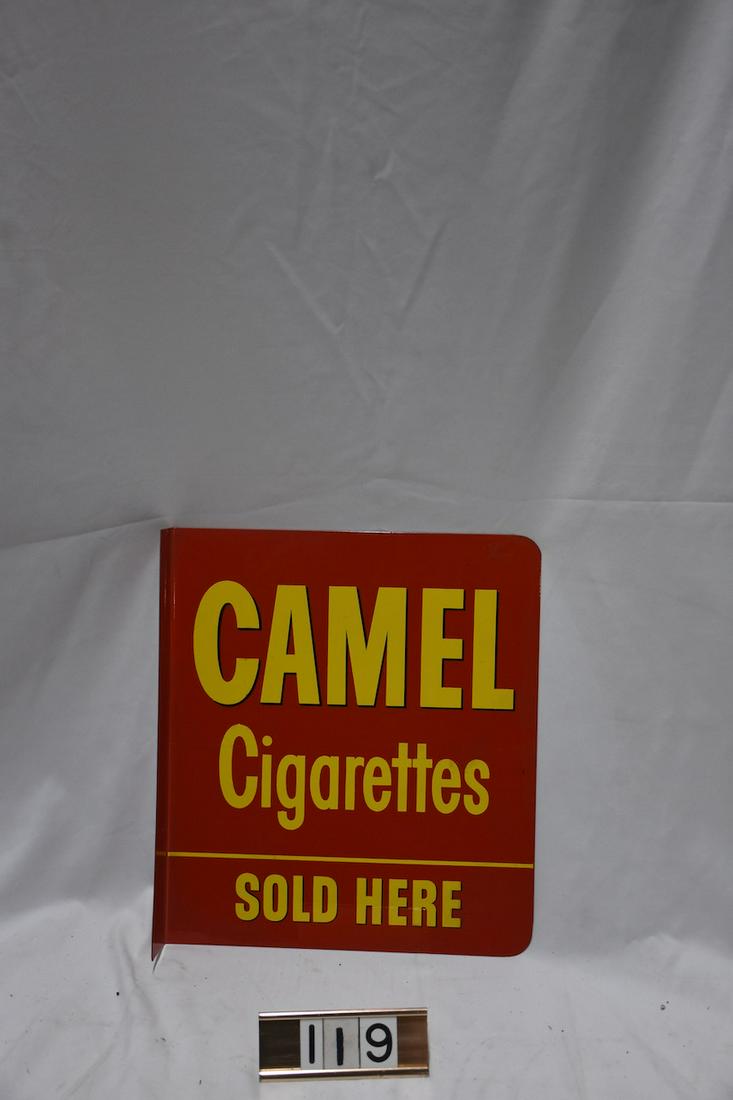 CAMEL
Cigarettes
SOLD HERE
119